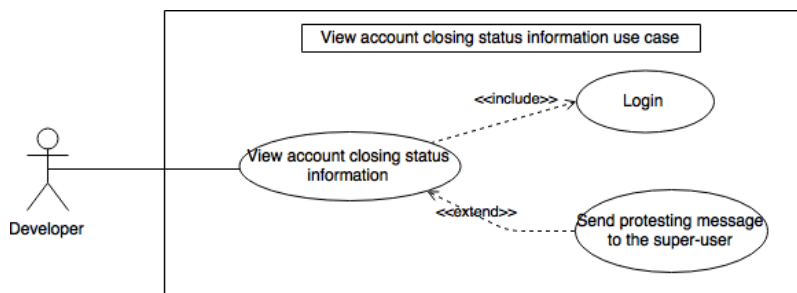 View account closing status information use case
<<include>>
Login
View account closing status
information
<<extend>>
Send protesting message
to the super-user
Developer